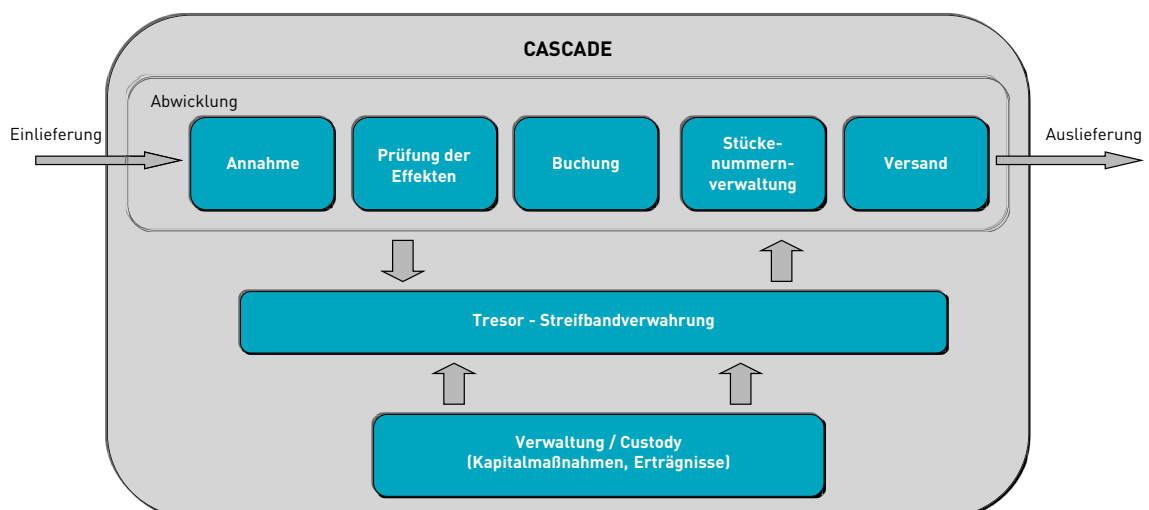 CASCADE
Abwicklung
Einlieferung
Annahme
Prüfung der
Effekten
Buchung
Stücke-
nummern-
verwaltung
Versand
Auslieferung
Tresor - Streifbandverwahrung
Verwaltung / Custody
(Kapitalmaßnahmen, Erträgnisse)